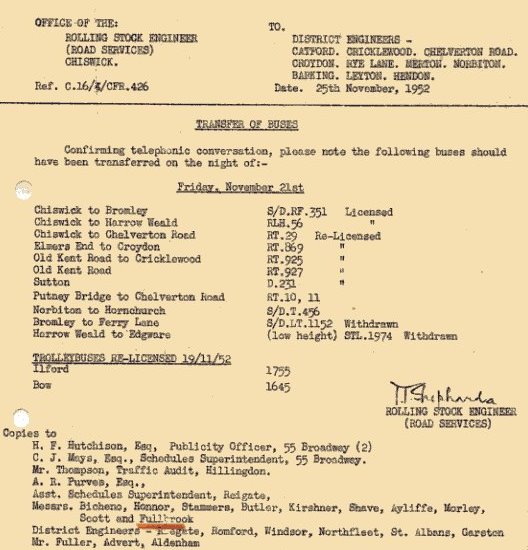 OFFICE OF THE:
ROLLING STOCK ENGINEER
(ROAD SERVICES)
CHISWICK.
Ref. C.16/ /CFR.426
TO.
DISTRICT ENGINEERS -
CATFORD. CRICKLEWOOD. CHELVERTON ROAD.
CROYDON. RYE LANE. MERTON. NORBITON.
BARKING. LEYTON. HENDON.
Date. 25th November, 1952
TRANSFER OF BUSES
Confirming telephonic conversation, please note the following buses should
have been transferred on the night of:-
Friday, November 21st
Chiswick to Bromley S/D.RF.351 Licensed
Chiswick to Harrow Weald RLH.56 "
Chiswick to Chelverton Road RT.29 Re-Licensed
Elmers End to Croydon RT.869 "
Old Kent Road to Cricklewood RT.925 "
Old Kent Road RT.927 "
Sutton D.231 "
Putney Bridge to Chelverton Road RT.10, 11
Norbiton to Hornchurch S/D.T.456
Bromley to Ferry Lane S/D.LT.1152 Withdrawn
Harrow Weald to Edgware (low height) STL.1974 Withdrawn
TROLLEYBUSES RE-LICENSED 19/11/52
Ilford 1755
Bow 1645
T Shepharda
ROLLING STOCK ENGINEER
(ROAD SERVICES)
Copies to
H. F. Hutchison, Esq, Publicity Officer, 55 Broadway (2)
C. J. Mays, Esq., Schedules Superintendent, 55 Broadway.
Mr. Thompson, Traffic Audit, Hillingdon.
A. R. Purves, Esq.,
Asst. Schedules Superintendent, Reigate,
Messrs. Bicheno, Honnor, Stammers, Butler, Kirshner, Shave, Ayliffe, Morley,
Scott and Fullbrook
District Engineers - Reigate, Romford, Windsor, Northfleet, St. Albans, Garston
Mr. Fuller, Advert, Aldenham